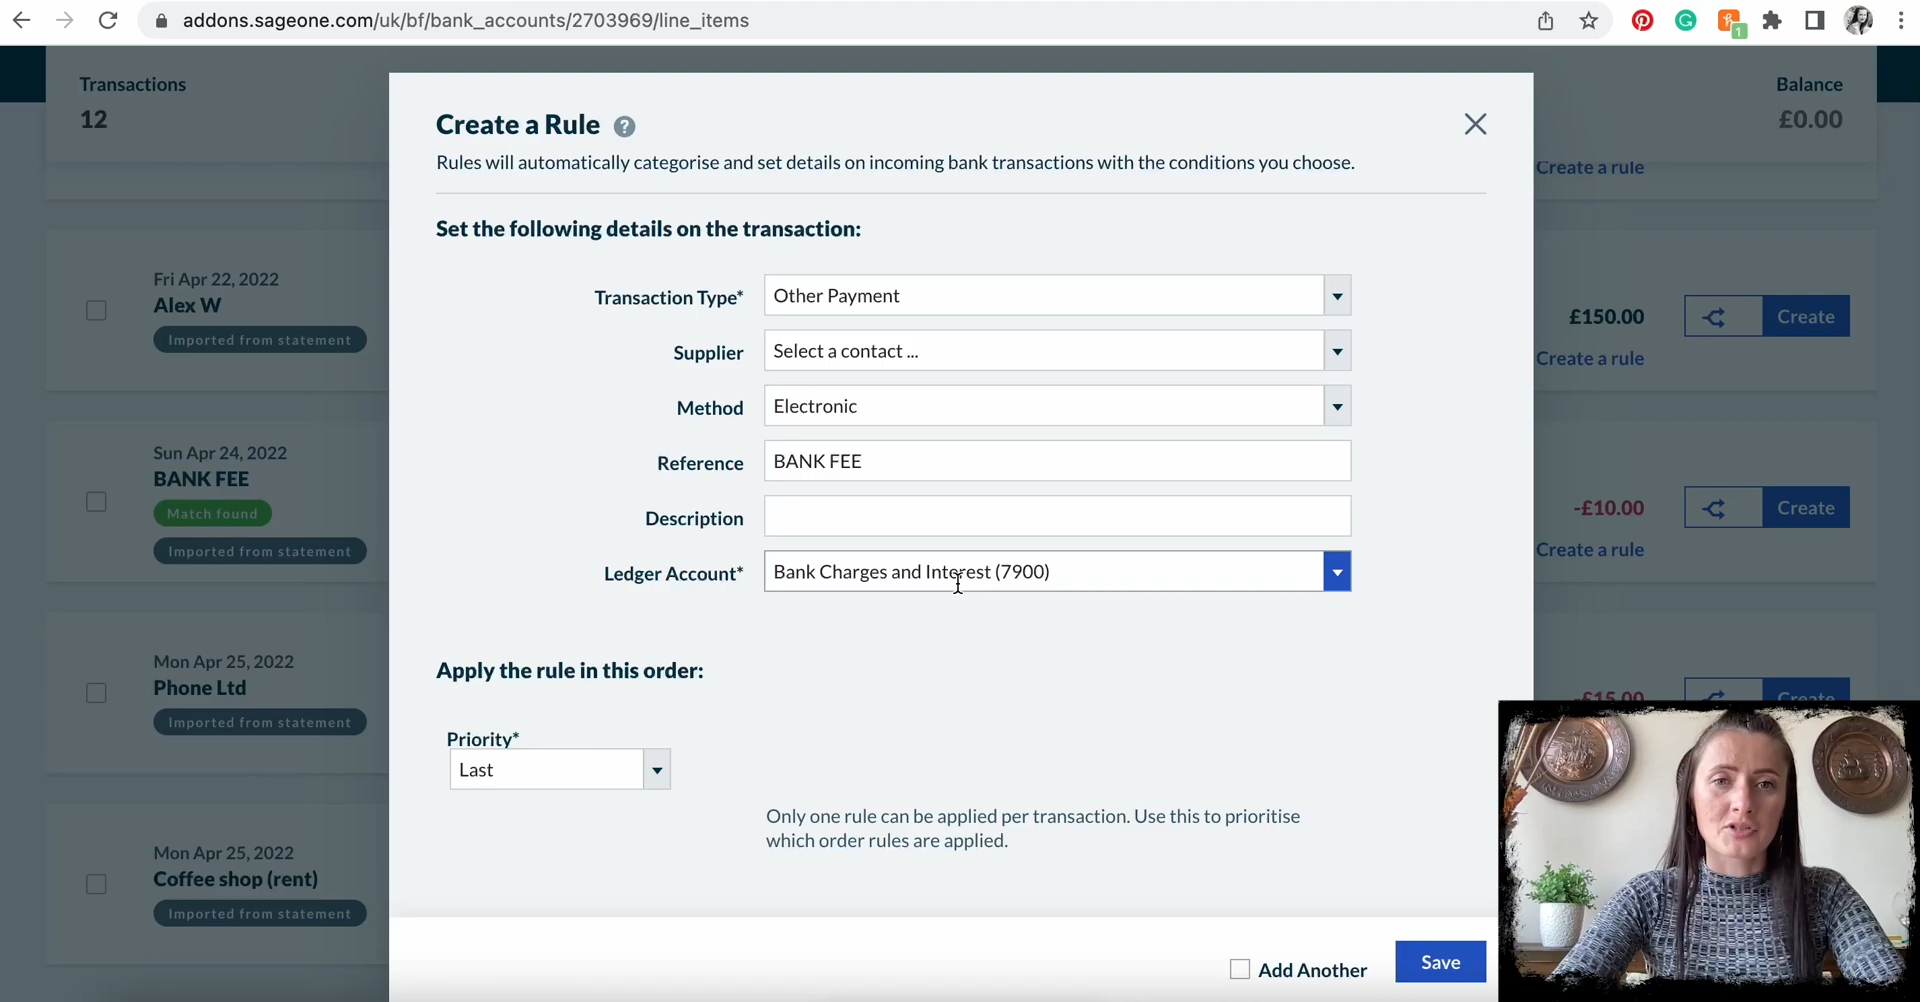 addons.sageone.com/uk/bf/bank_accounts/2703969/line_items
1
Transactions
12
Balance
£0.00
Create a Rule ?
Rules will automatically categorise and set details on incoming bank transactions with the conditions you choose.
Create a rule
Set the following details on the transaction:
Transaction Type* Other Payment
Supplier Select a contact ...
Method Electronic
Reference BANK FEE
Description
Ledger Account* Bank Charges and Interest (7900)
Apply the rule in this order:
Priority*
Last
Only one rule can be applied per transaction. Use this to prioritise
which order rules are applied.
Add Another
Save
Fri Apr 22, 2022
Alex W
Imported from statement
£150.00
Create
Create a rule
Sun Apr 24, 2022
BANK FEE
Match found
Imported from statement
-£10.00
Create
Create a rule
Mon Apr 25, 2022
Phone Ltd
Imported from statement
-£15.00
Create
Mon Apr 25, 2022
Coffee shop (rent)
Imported from statement